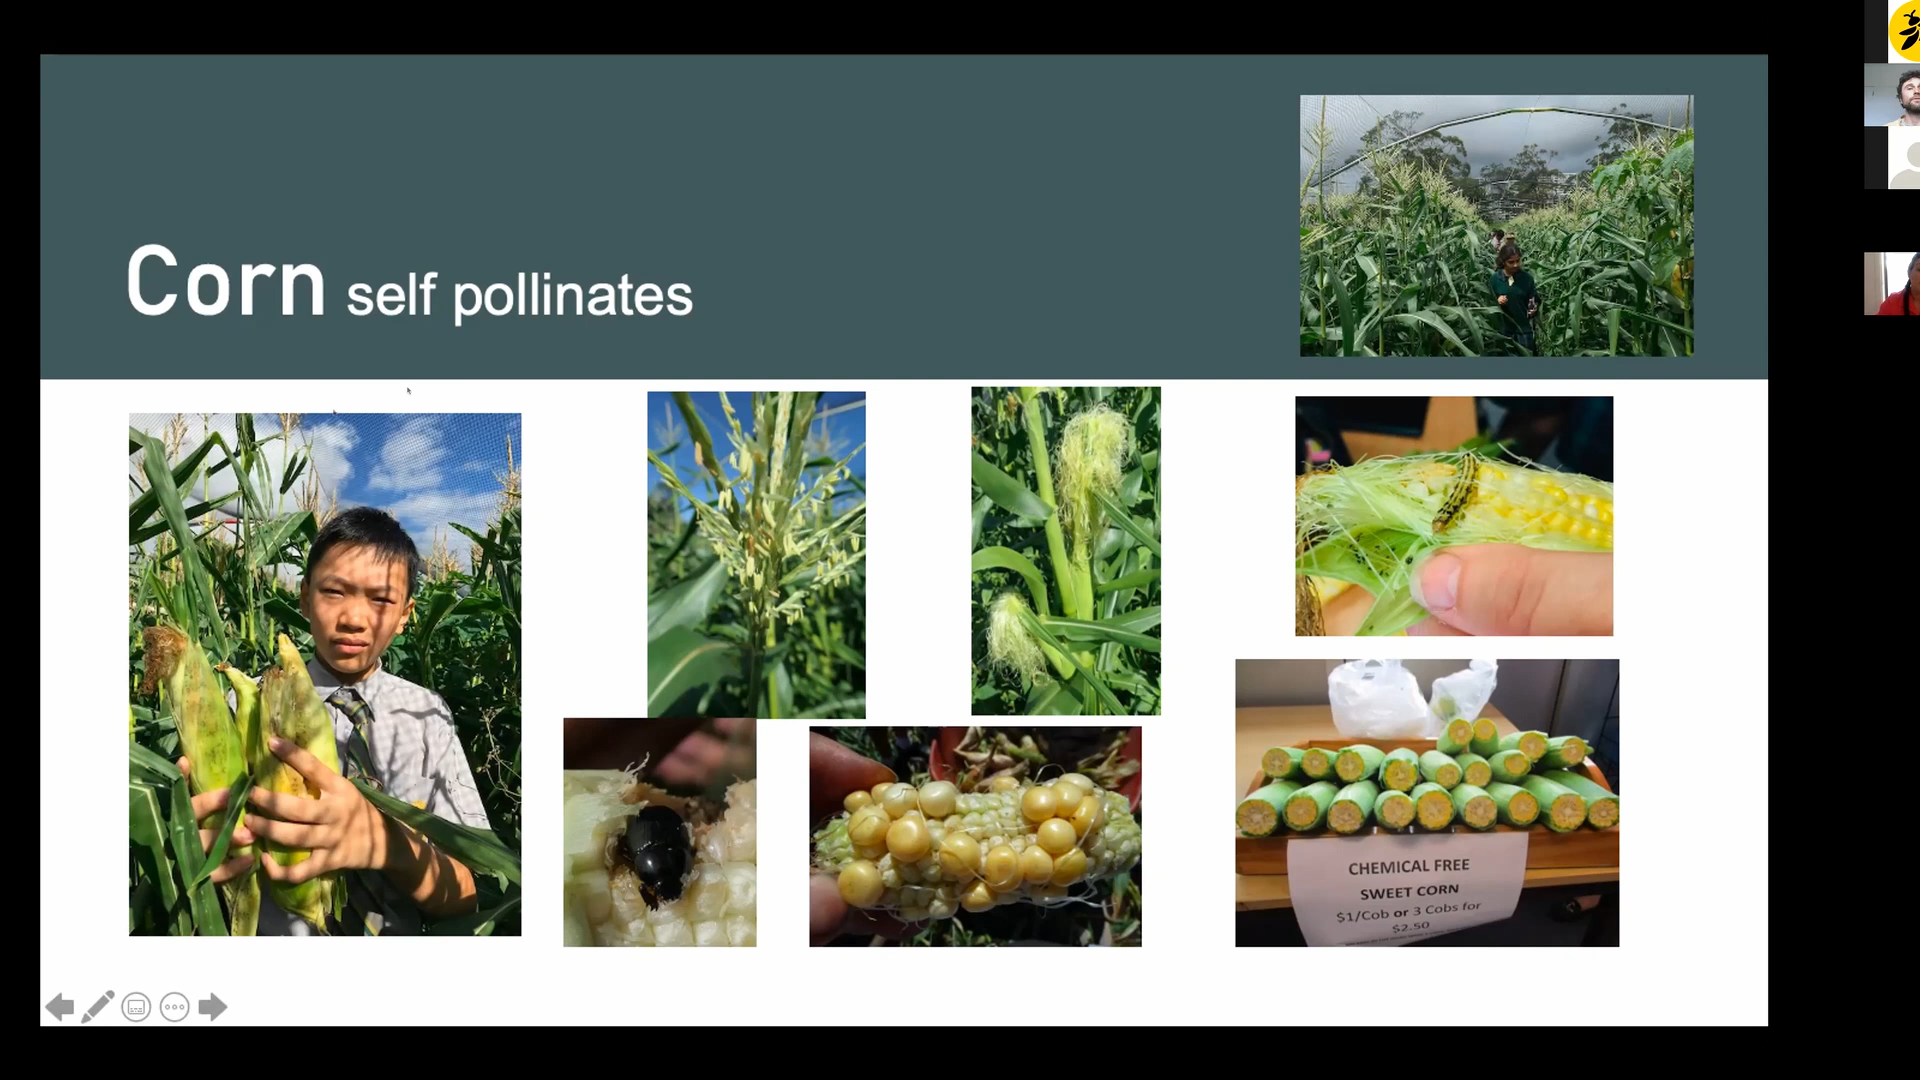 Corn self pollinates
CHEMICAL FREE
SWEET CORN
$1/Cob or 3 Cobs for
$2.50